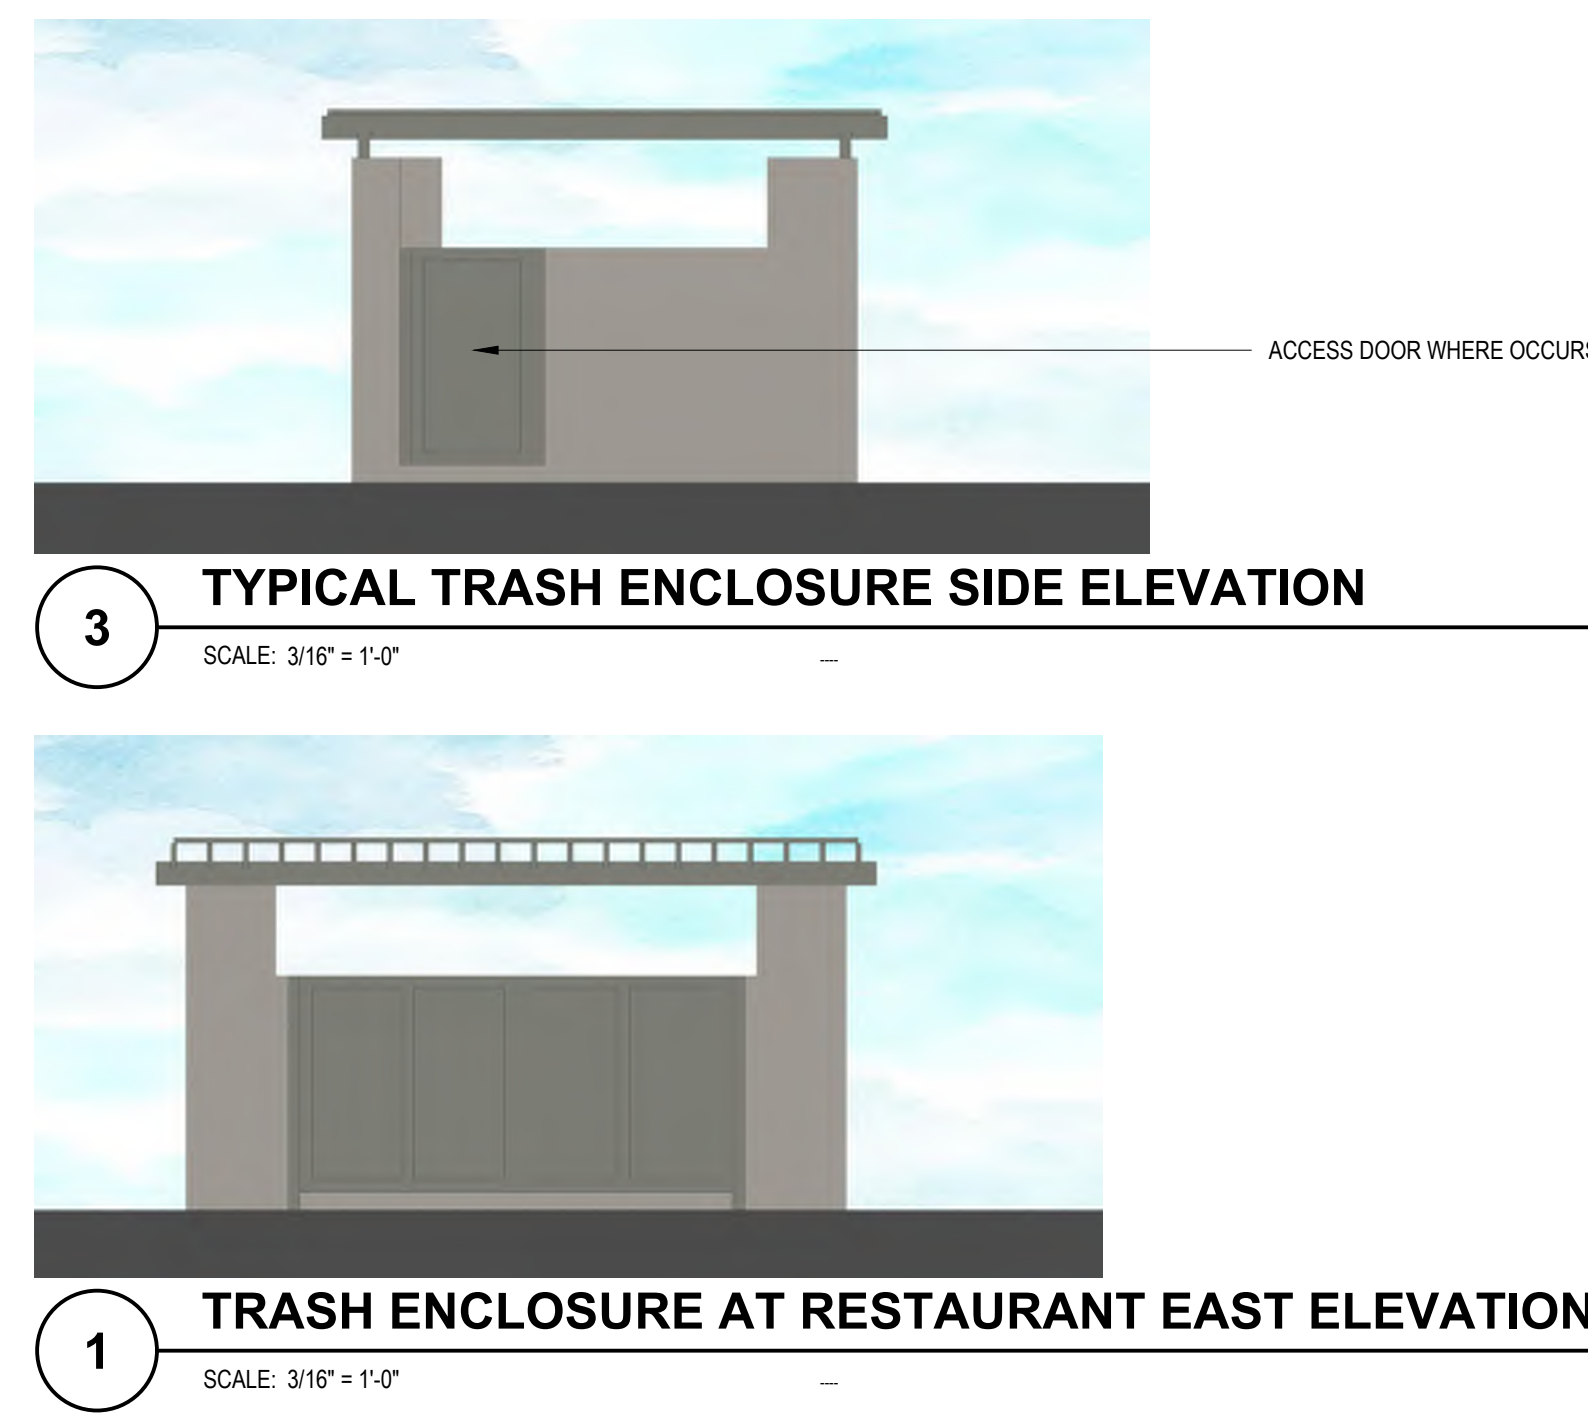 ACCESS DOOR WHERE OCCURS
3
TYPICAL TRASH ENCLOSURE SIDE ELEVATION
SCALE: 3/16" = 1'-0"
----
1
TRASH ENCLOSURE AT RESTAURANT EAST ELEVATION
SCALE: 3/16" = 1'-0"
----